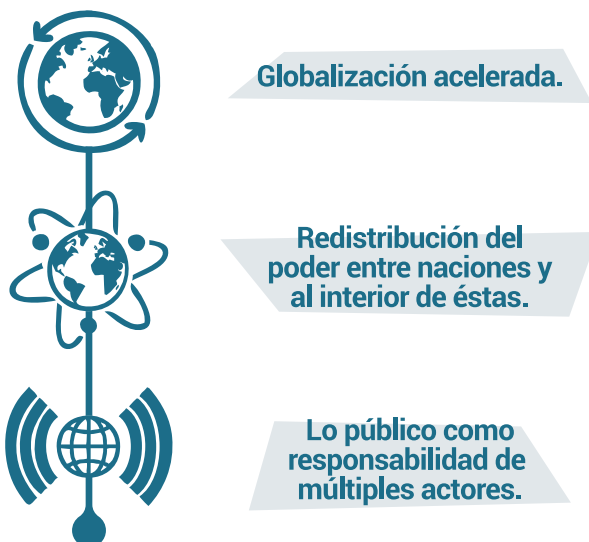 Globalización acelerada.
Redistribución del
poder entre naciones y
al interior de éstas.
Lo público como
responsabilidad de
múltiples actores.